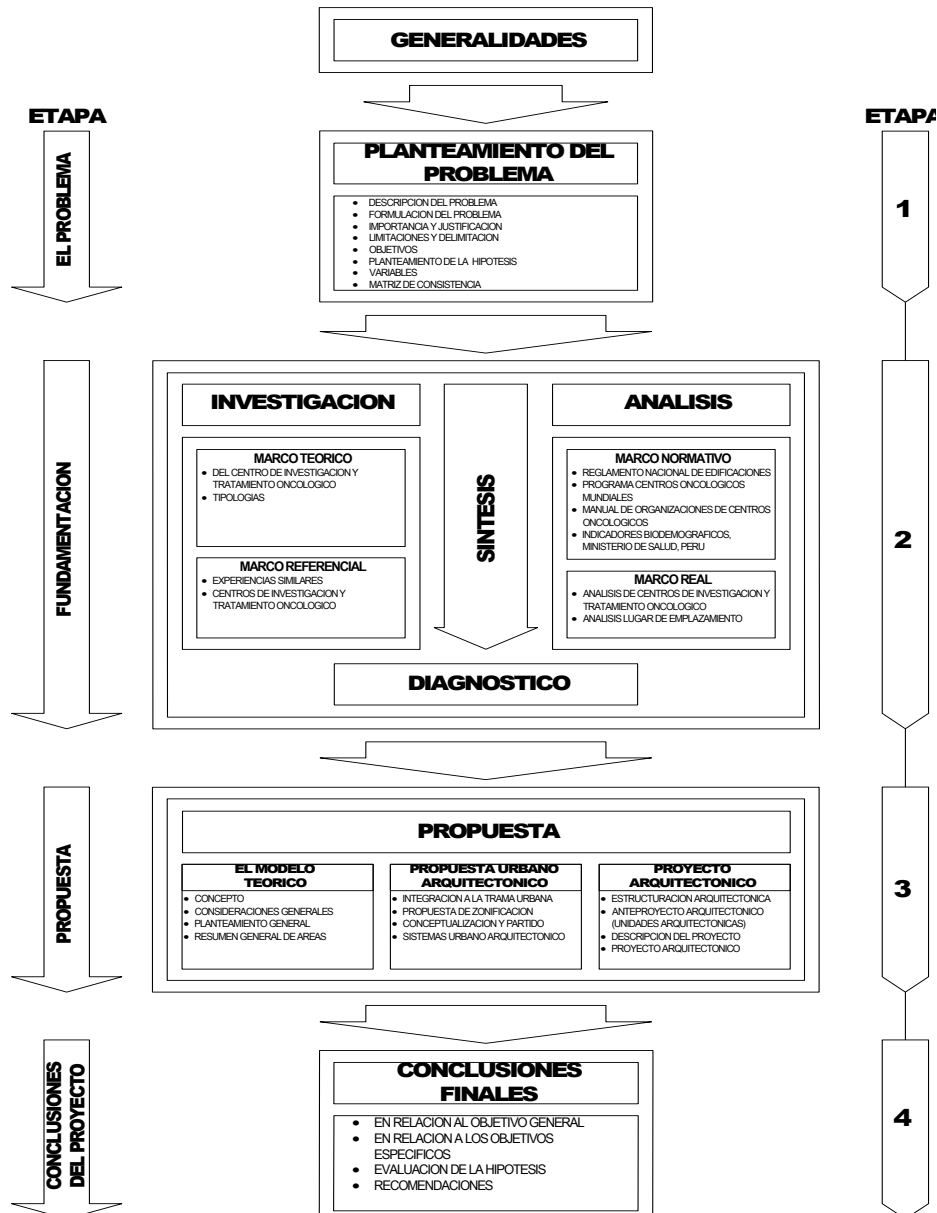 GENERALIDADES
ETAPA
ETAPA
EL PROBLEMA
PLANTEAMIENTO DEL
PROBLEMA
• DESCRIPCION DEL PROBLEMA
• FORMULACION DEL PROBLEMA
• IMPORTANCIA Y JUSTIFICACION
• LIMITACIONES Y DELIMITACION
• OBJETIVOS
• PLANTEAMIENTO DE LA HIPOTESIS
• VARIABLES
• MATRIZ DE CONSISTENCIA
1
FUNDAMENTACION
INVESTIGACION
MARCO TEORICO
• DEL CENTRO DE INVESTIGACION Y
TRATAMIENTO ONCOLOGICO
• TIPOLOGIAS
MARCO REFERENCIAL
• EXPERIENCIAS SIMILARES
• CENTROS DE INVESTIGACION Y
TRATAMIENTO ONCOLOGICO
SINTESIS
ANALISIS
MARCO NORMATIVO
• REGLAMENTO NACIONAL DE EDIFICACIONES
• PROGRAMA CENTROS ONCOLOGICOS
MUNDIALES
• MANUAL DE ORGANIZACIONES DE CENTROS
ONCOLOGICOS
• INDICADORES BIODEMOGRAFICOS,
MINISTERIO DE SALUD, PERU
MARCO REAL
• ANALISIS DE CENTROS DE INVESTIGACION Y
TRATAMIENTO ONCOLOGICO
• ANALISIS LUGAR DE EMPLAZAMIENTO
DIAGNOSTICO
2
PROPUESTA
PROPUESTA
EL MODELO
TEORICO
• CONCEPTO
• CONSIDERACIONES GENERALES
• PLANTEAMIENTO GENERAL
• RESUMEN GENERAL DE AREAS
PROPUESTA URBANO
ARQUITECTONICO
• INTEGRACION A LA TRAMA URBANA
• PROPUESTA DE ZONIFICACION
• CONCEPTUALIZACION Y PARTIDO
• SISTEMAS URBANO ARQUITECTONICO
PROYECTO
ARQUITECTONICO
• ESTRUCTURACION ARQUITECTONICA
• ANTEPROYECTO ARQUITECTONICO
(UNIDADES ARQUITECTONICAS)
• DESCRIPCION DEL PROYECTO
• PROYECTO ARQUITECTONICO
3
CONCLUSIONES
DEL PROYECTO
CONCLUSIONES
FINALES
• EN RELACION AL OBJETIVO GENERAL
• EN RELACION A LOS OBJETIVOS
ESPECIFICOS
• EVALUACION DE LA HIPOTESIS
• RECOMENDACIONES
4